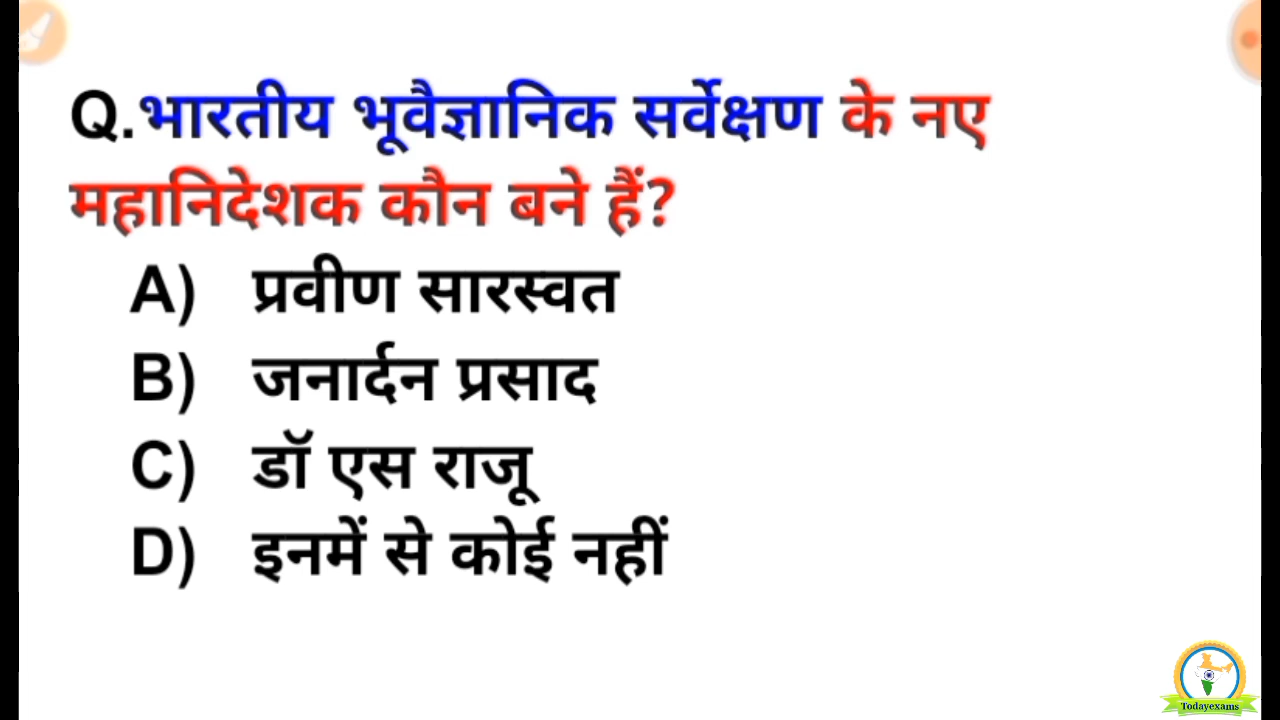 Q.भारतीय भूवैज्ञानिक सर्वेक्षण के नए
महानिदेशक कौन बने हैं?
A) प्रवीण सारस्वत
B) जनार्दन प्रसाद
C) डॉ एस राजू
D) इनमें से कोई नहीं
Todayexams